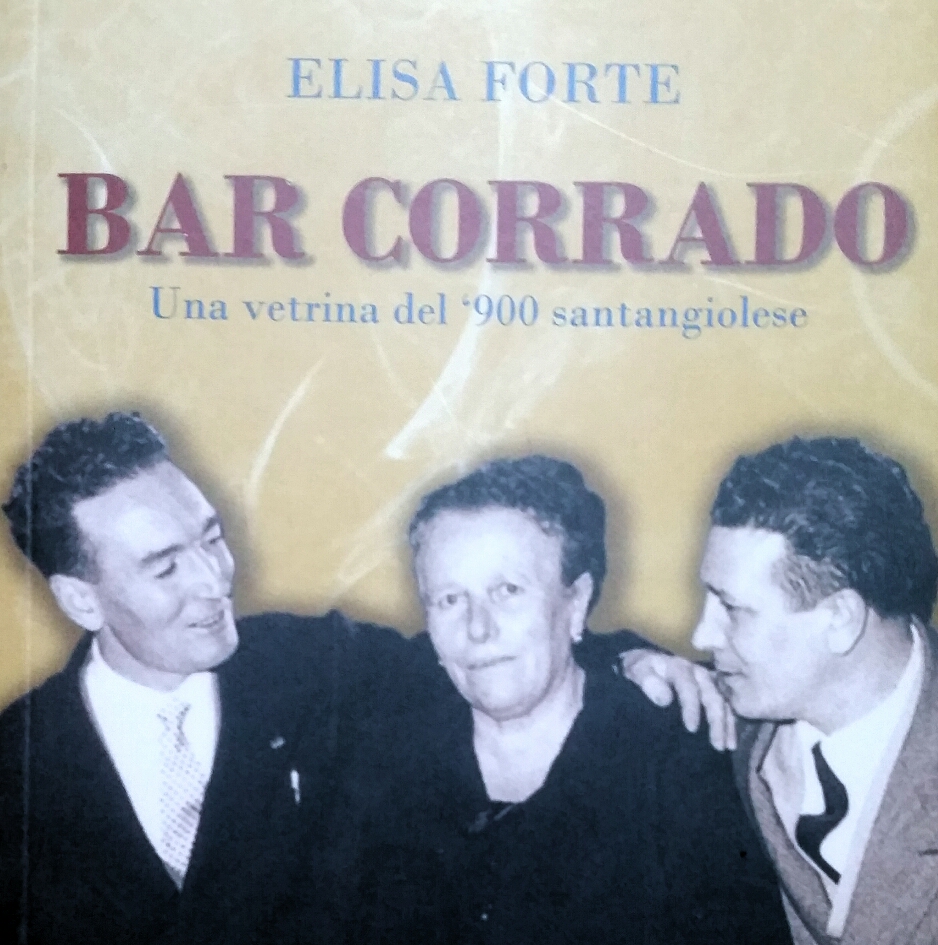 ELISA FORTE
BAR CORRADO
Una vetrina del ‘900 santangiolese